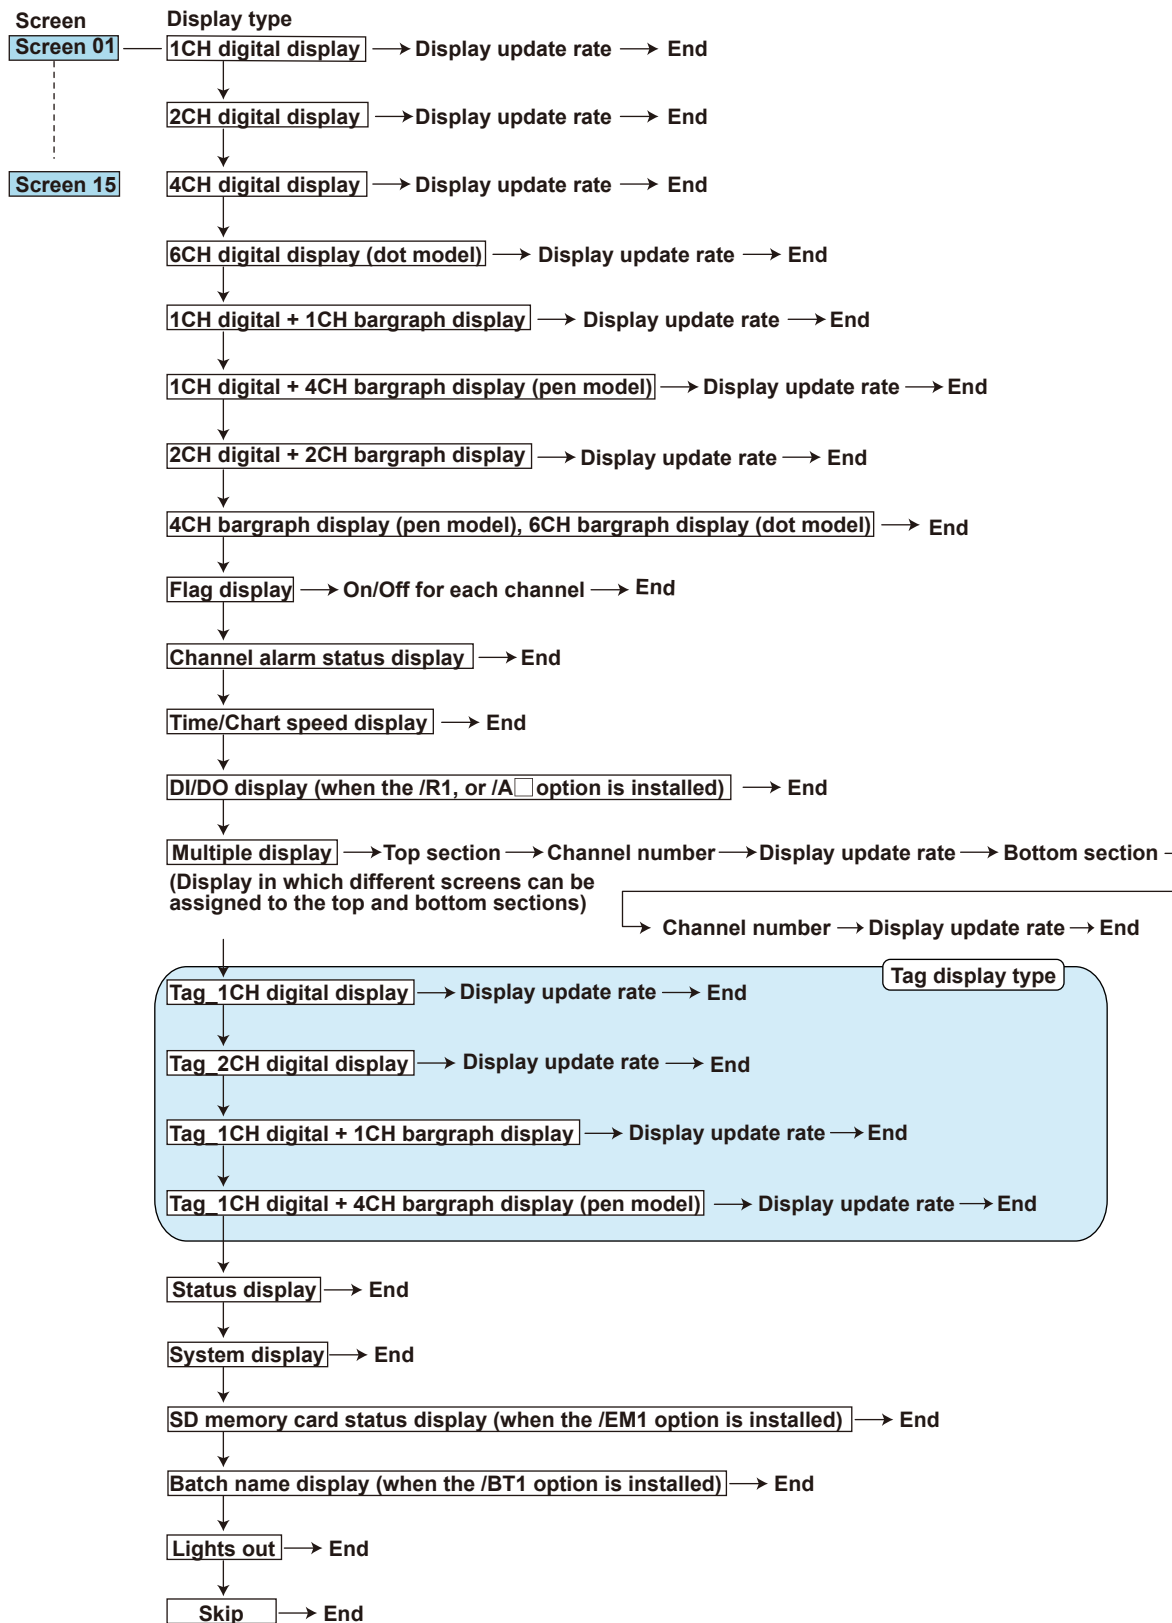 Screen
Display type
Screen 01
1CH digital display
Display update rate
End
2CH digital display
Display update rate
End
Screen 15
4CH digital display
Display update rate
End
6CH digital display (dot model)
Display update rate
End
1CH digital + 1CH bargraph display
Display update rate
End
1CH digital + 4CH bargraph display (pen model)
Display update rate
End
2CH digital + 2CH bargraph display
Display update rate
End
4CH bargraph display (pen model), 6CH bargraph display (dot model)
End
Flag display
On/Off for each channel
End
Channel alarm status display
End
Time/Chart speed display
End
DI/DO display (when the /R1, or /A□ option is installed)
End
Multiple display
Top section
Channel number
Display update rate
Bottom section
(Display in which different screens can be
assigned to the top and bottom sections)
Channel number
Display update rate
End
Tag display type
Tag_1CH digital display
Display update rate
End
Tag_2CH digital display
Display update rate
End
Tag_1CH digital + 1CH bargraph display
Display update rate
End
Tag_1CH digital + 4CH bargraph display (pen model)
Display update rate
End
Status display
End
System display
End
SD memory card status display (when the /EM1 option is installed)
End
Batch name display (when the /BT1 option is installed)
End
Lights out
End
Skip
End